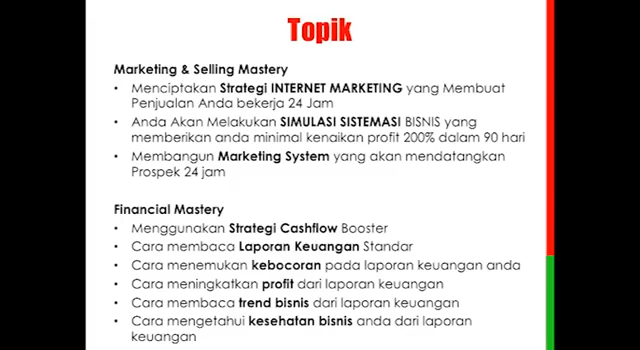 Topik
Marketing & Selling Mastery
• Menciptakan Strategi INTERNET MARKETING yang Membuat
Penjualan Anda bekerja 24 Jam
• Anda Akan Melakukan SIMULASI SISTEMASI BISNIS yang
memberikan anda minimal kenaikan profit 200% dalam 90 hari
• Membangun Marketing System yang akan mendatangkan
Prospek 24 jam
Financial Mastery
• Menggunakan Strategi Cashflow Booster
• Cara membaca Laporan Keuangan Standar
• Cara menemukan kebocoran pada laporan keuangan anda
• Cara meningkatkan profit dari laporan keuangan
• Cara membaca trend bisnis dari laporan keuangan
• Cara mengetahui kesehatan bisnis anda dari laporan
keuangan